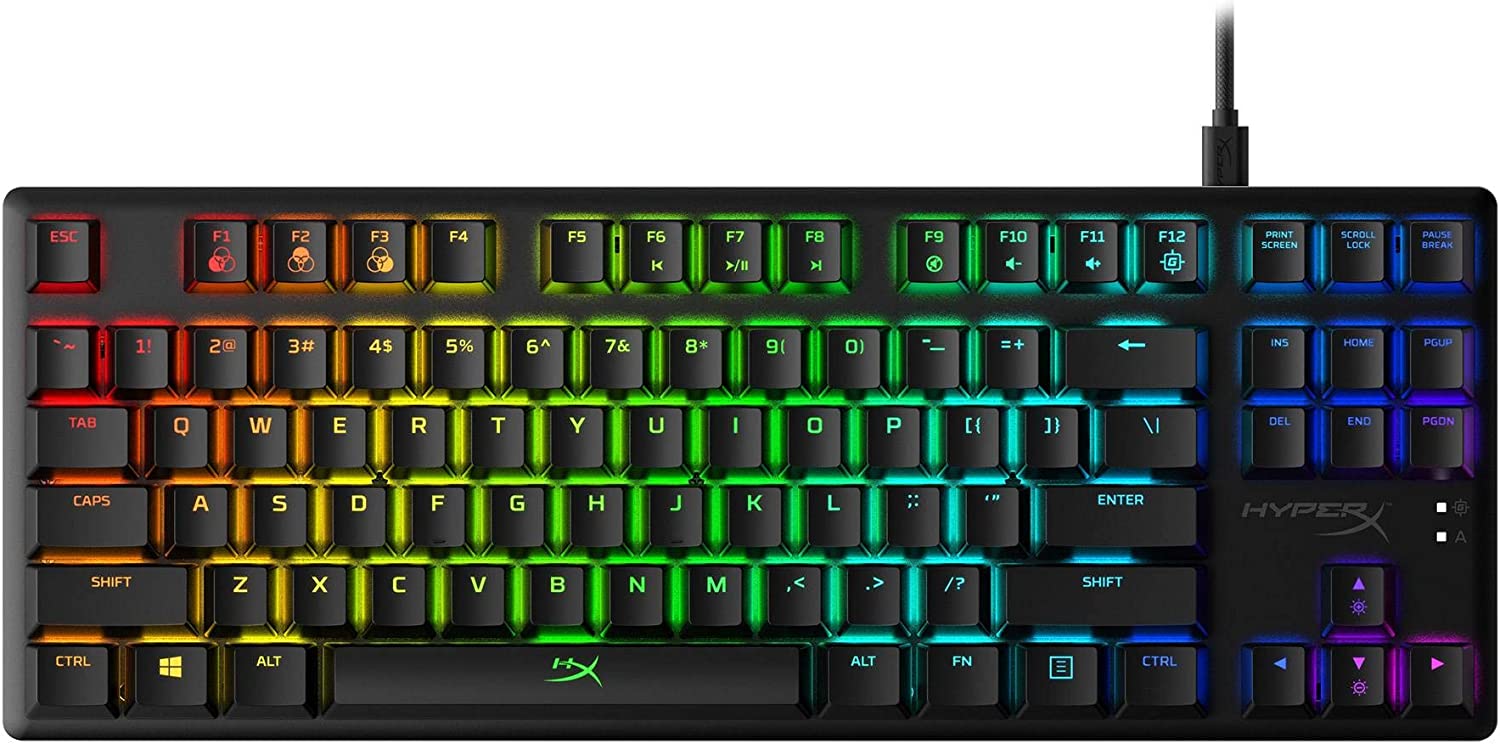 HYPERX
ESC F1 F2 F3 F4 F5 F6 F7 F8 F9 F10 F11 F12 PRINT SCREEN SCROLL LOCK PAUSE BREAK
`~ 1! 2@ 3# 4$ 5% 6^ 7& 8* 9( 0) -_ =+ ← INS HOME PGUP
TAB Q W E R T Y U I O P [{ ]} \| DEL END PGDN
CAPS A S D F G H J K L ;: '" ENTER HYPERX A
SHIFT Z X C V B N M ,< .> /? SHIFT
CTRL ALT HX ALT FN CTRL